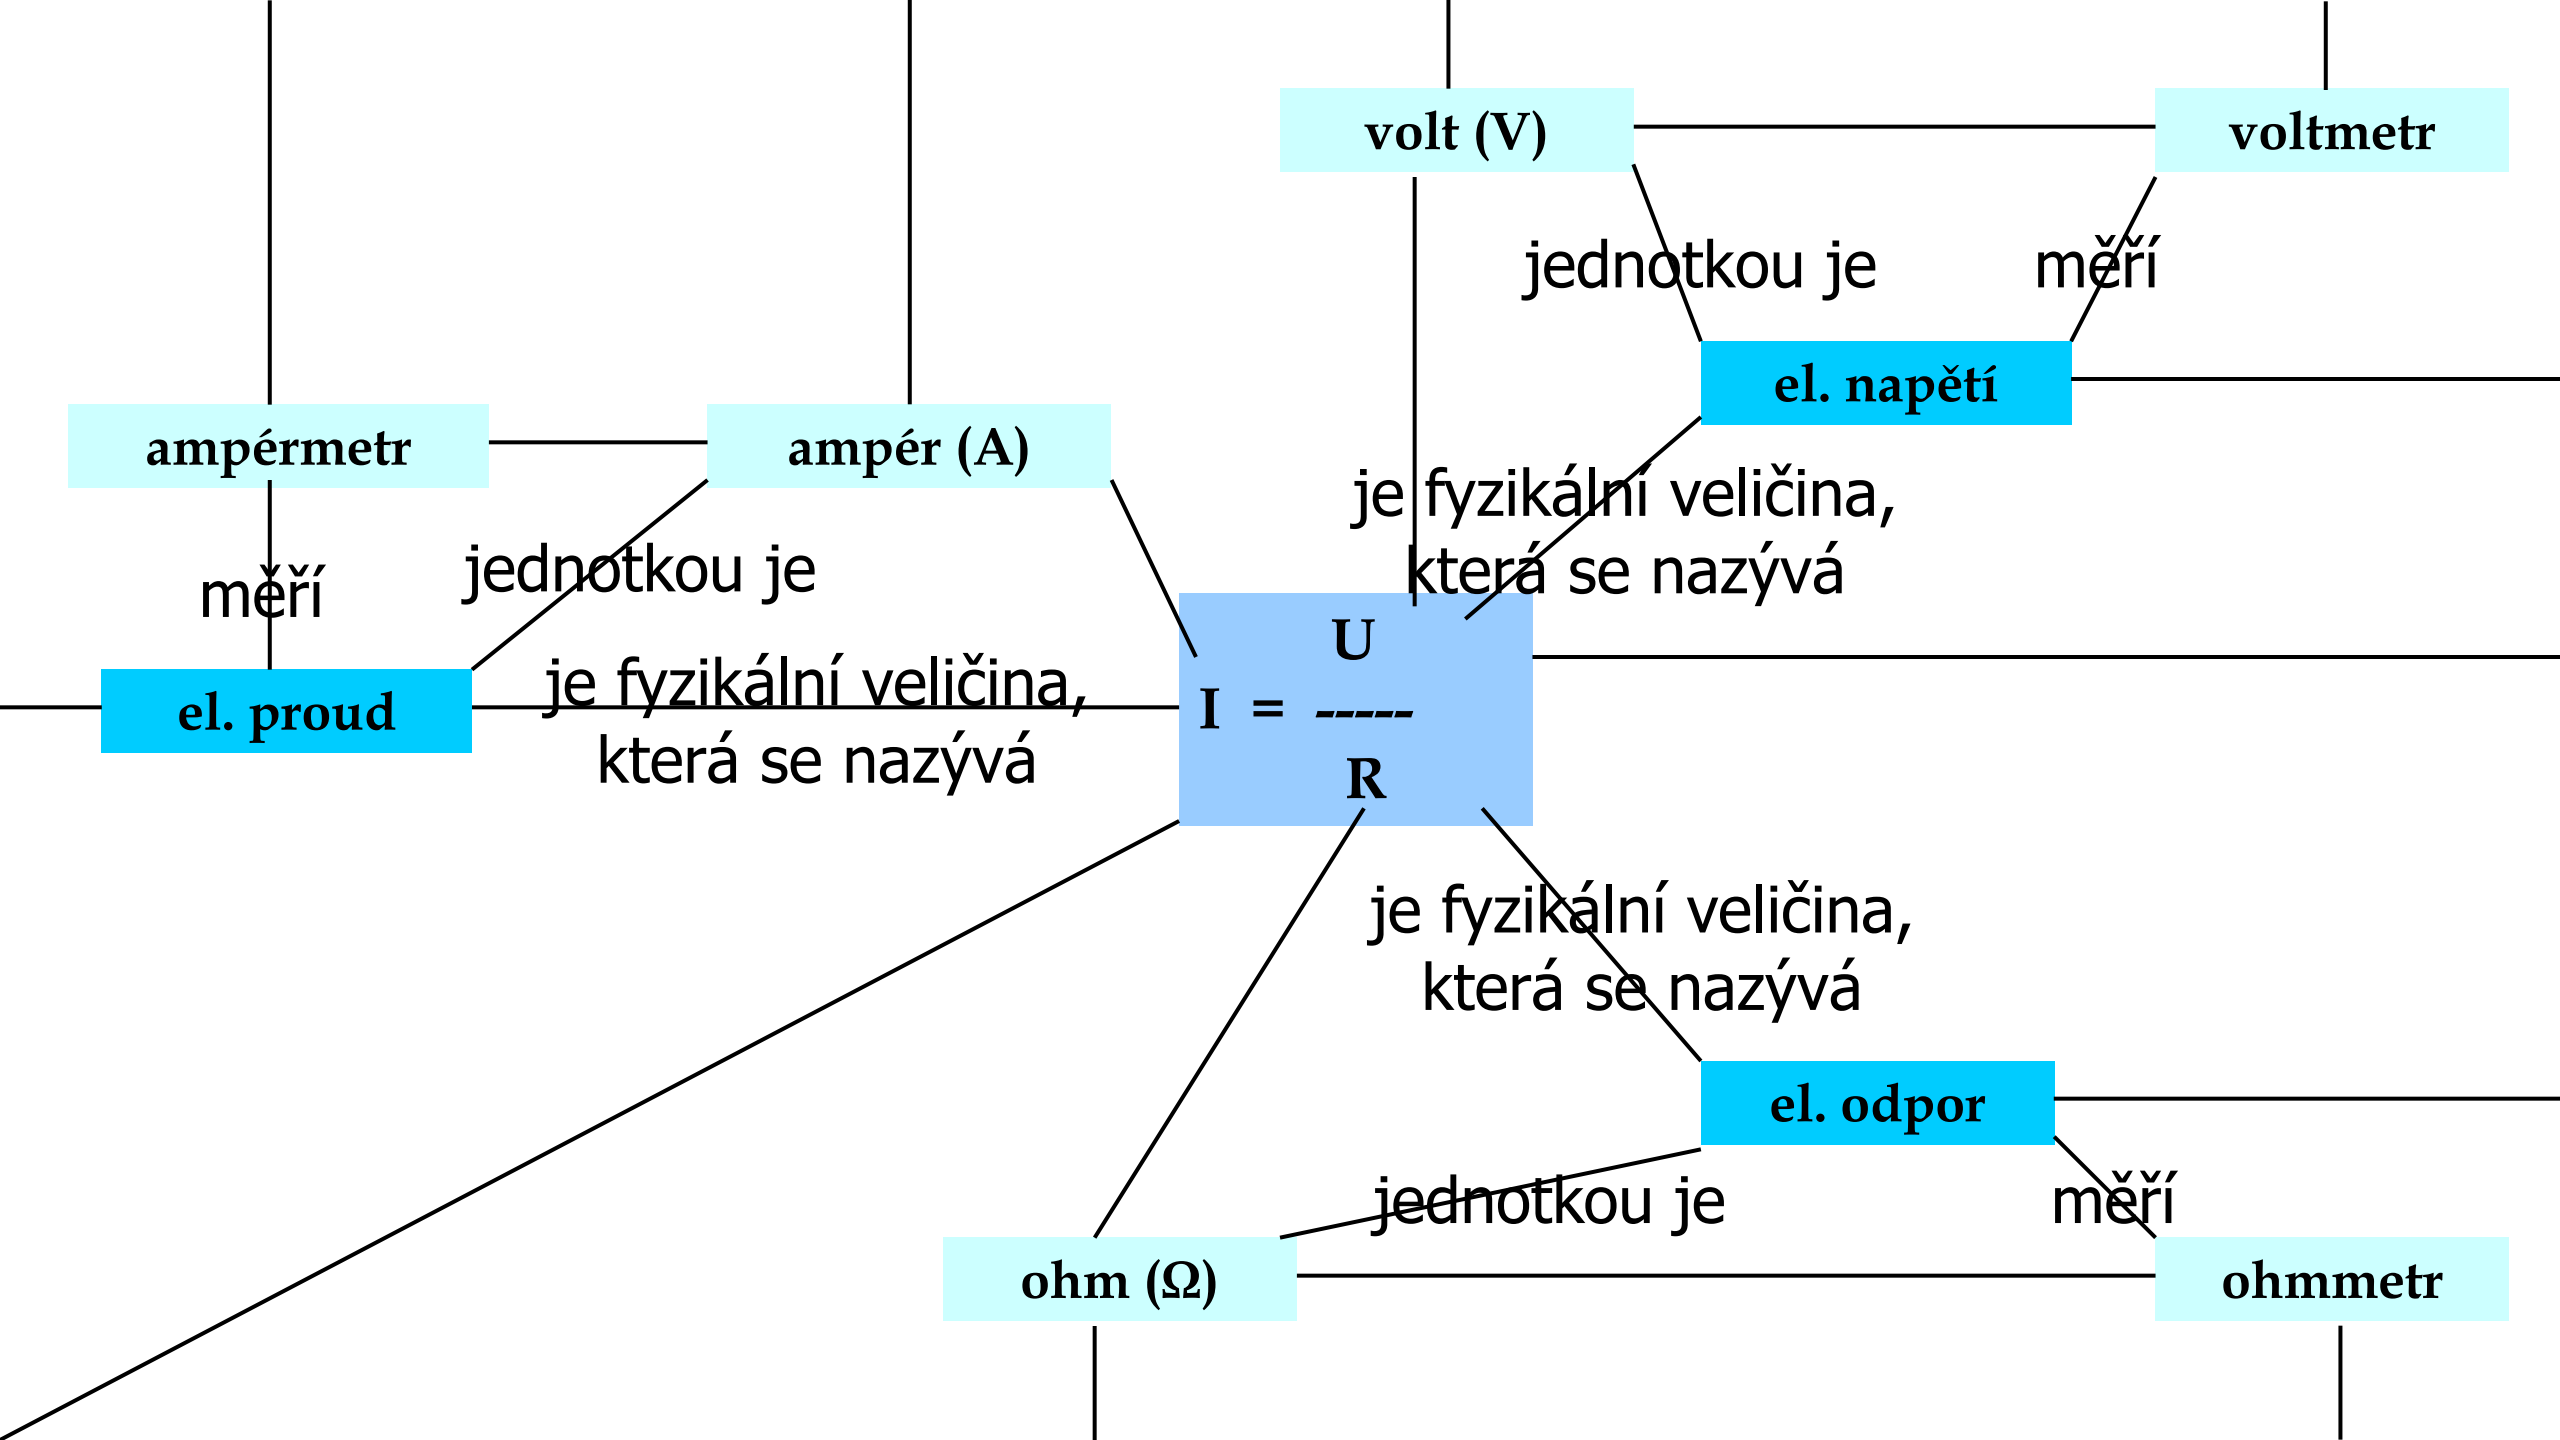 volt (V)
voltmetr
jednotkou je
měří
el. napětí
ampérmetr
ampér (A)
je fyzikální veličina,
která se nazývá
měří
jednotkou je
el. proud
je fyzikální veličina,
která se nazývá
U
I = -----
R
je fyzikální veličina,
která se nazývá
el. odpor
jednotkou je
měří
ohm (Ω)
ohmmetr